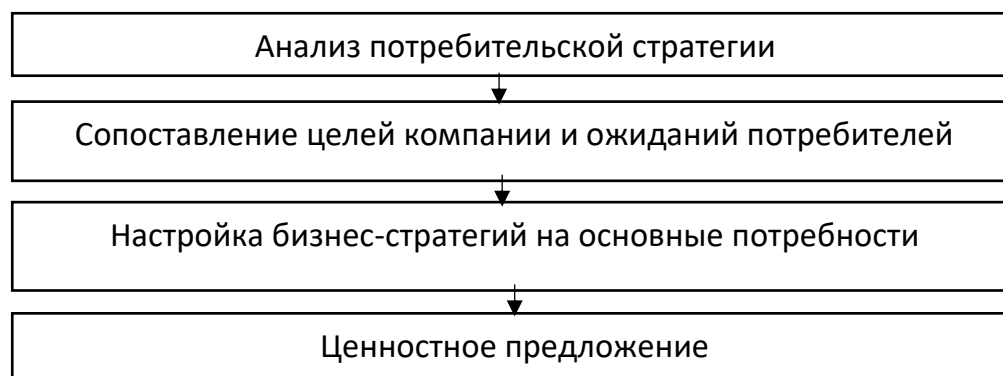 Анализ потребительской стратегии
Сопоставление целей компании и ожиданий потребителей
Настройка бизнес-стратегий на основные потребности
Ценностное предложение